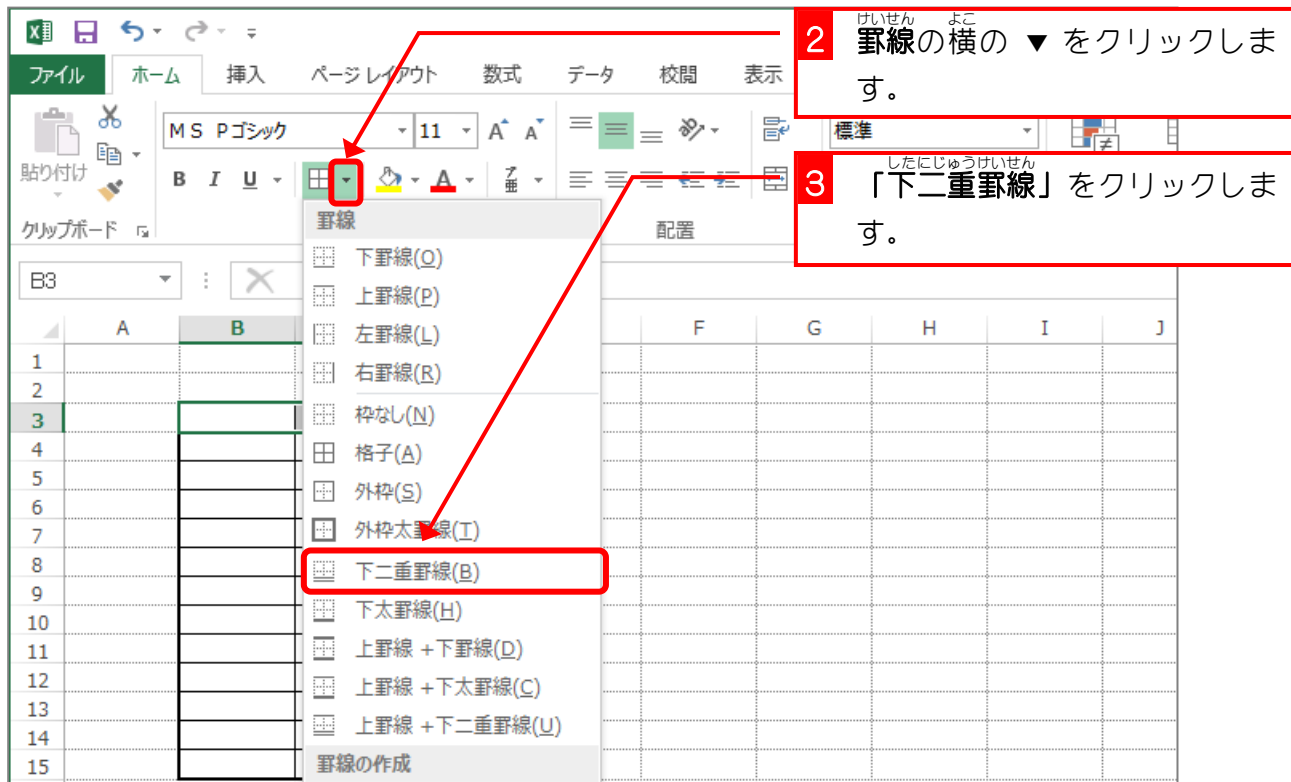 ファイル ホーム 挿入 ページ レイアウト 数式 データ 校閲 表示
2 けいせん よこ
罫線の横の ▼ をクリックしま
す。
ＭＳ Ｐゴシック 11 A A 標準
貼り付け B I U A 亜
クリップボード 配置
3 したにじゅうけいせん
「下二重罫線」をクリックしま
す。
B3
罫線
下罫線(O)
上罫線(P)
左罫線(L)
右罫線(R)
枠なし(N)
格子(A)
外枠(S)
外枠太罫線(T)
下二重罫線(B)
下太罫線(H)
上罫線 +下罫線(D)
上罫線 +下太罫線(C)
上罫線 +下二重罫線(U)
罫線の作成
A B F G H I J
1
2
3
4
5
6
7
8
9
10
11
12
13
14
15